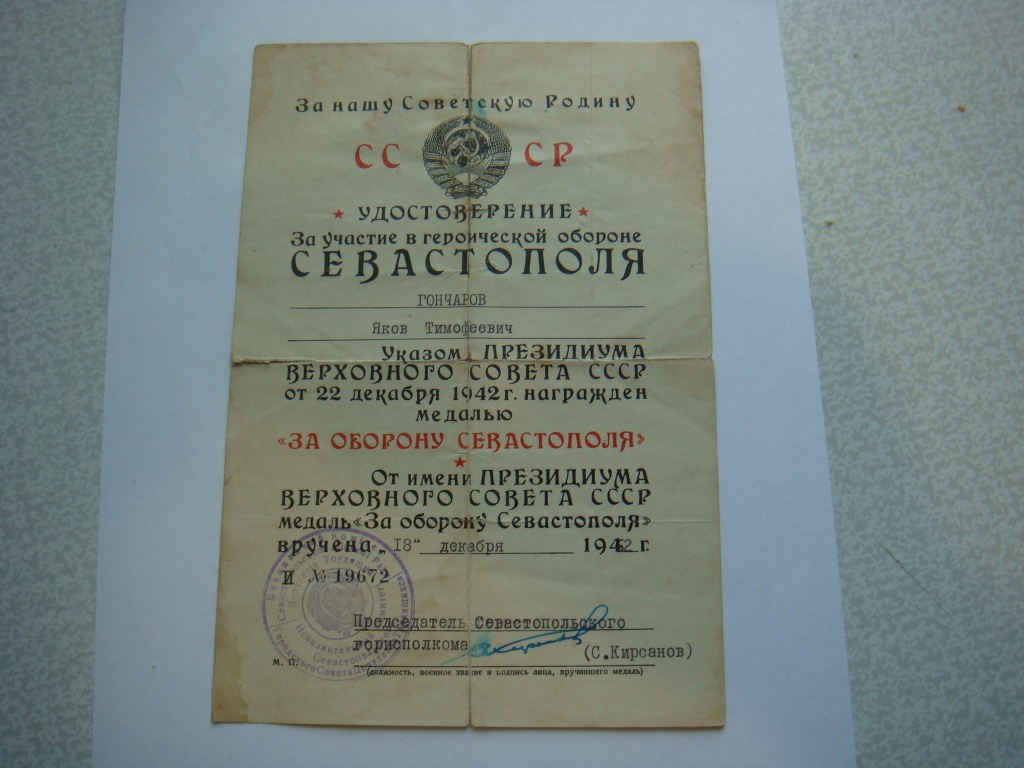 За нашу Советскую Родину
СС СР
УДОСТОВЕРЕНИЕ
За участие в героической обороне
СЕВАСТОПОЛЯ
ГОНЧАРОВ
Яков Тимофеевич
Указом ПРЕЗИДИУМА
ВЕРХОВНОГО СОВЕТА СССР
от 22 декабря 1942 г. награжден
медалью
«ЗА ОБОРОНУ СЕВАСТОПОЛЯ»
От имени ПРЕЗИДИУМА
ВЕРХОВНОГО СОВЕТА СССР
медаль «За оборону Севастополя»
вручена „18" декабря 19 2 г.
И № 19672
Председатель Севастопольского
горисполкома
(С.Кирсанов)
М. П.
(должность, военное звание и подпись лица, вручившего медаль)